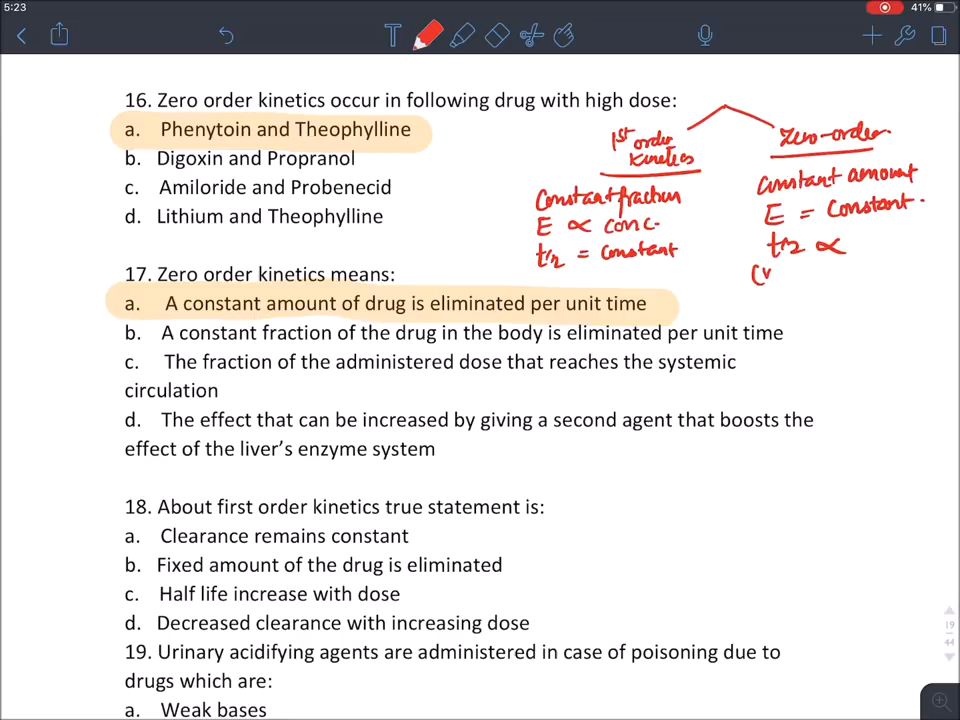 5:23
41%
T
16. Zero order kinetics occur in following drug with high dose:
a. Phenytoin and Theophylline
b. Digoxin and Propranol
c. Amiloride and Probenecid
d. Lithium and Theophylline
1st order
kinetics
Constant fraction
E ∝ conc.
t1/2 = constant
Zero-order
Constant amount
E = constant.
t1/2 ∝
17. Zero order kinetics means:
a. A constant amount of drug is eliminated per unit time
b. A constant fraction of the drug in the body is eliminated per unit time
c. The fraction of the administered dose that reaches the systemic
circulation
d. The effect that can be increased by giving a second agent that boosts the
effect of the liver's enzyme system
18. About first order kinetics true statement is:
a. Clearance remains constant
b. Fixed amount of the drug is eliminated
c. Half life increase with dose
d. Decreased clearance with increasing dose
19. Urinary acidifying agents are administered in case of poisoning due to
drugs which are:
a. Weak bases
19
44